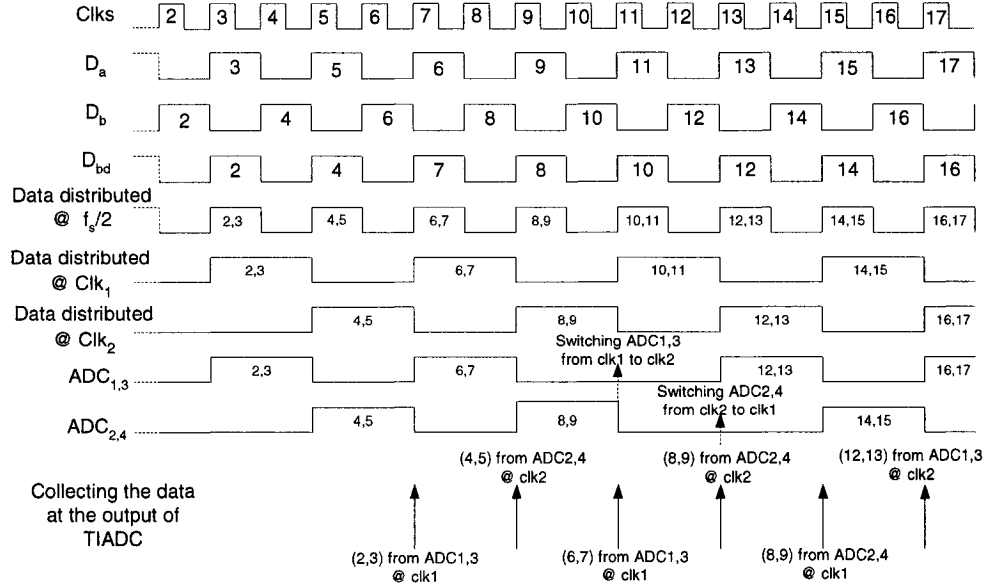 Clks 2 3 4 5 6 7 8 9 10 11 12 13 14 15 16 17
Da 3 5 6 9 11 13 15 17
Db 2 4 6 8 10 12 14 16
Dbd 2 4 7 8 10 12 14 16
Data distributed
@ fs/2 2,3 4,5 6,7 8,9 10,11 12,13 14,15 16,17
Data distributed
@ Clk1 2,3 6,7 10,11 14,15
Data distributed
@ Clk2 4,5 8,9 12,13 16,17
Switching ADC1,3
from clk1 to clk2
ADC1,3 2,3 6,7 12,13 16,17
Switching ADC2,4
from clk2 to clk1
ADC2,4 4,5 8,9 14,15
(4,5) from ADC2,4
@ clk2
(8,9) from ADC2,4
@ clk2
(12,13) from ADC1,3
@ clk2
Collecting the data
at the output of
TIADC
(2,3) from ADC1,3
@ clk1
(6,7) from ADC1,3
@ clk1
(8,9) from ADC2,4
@ clk1